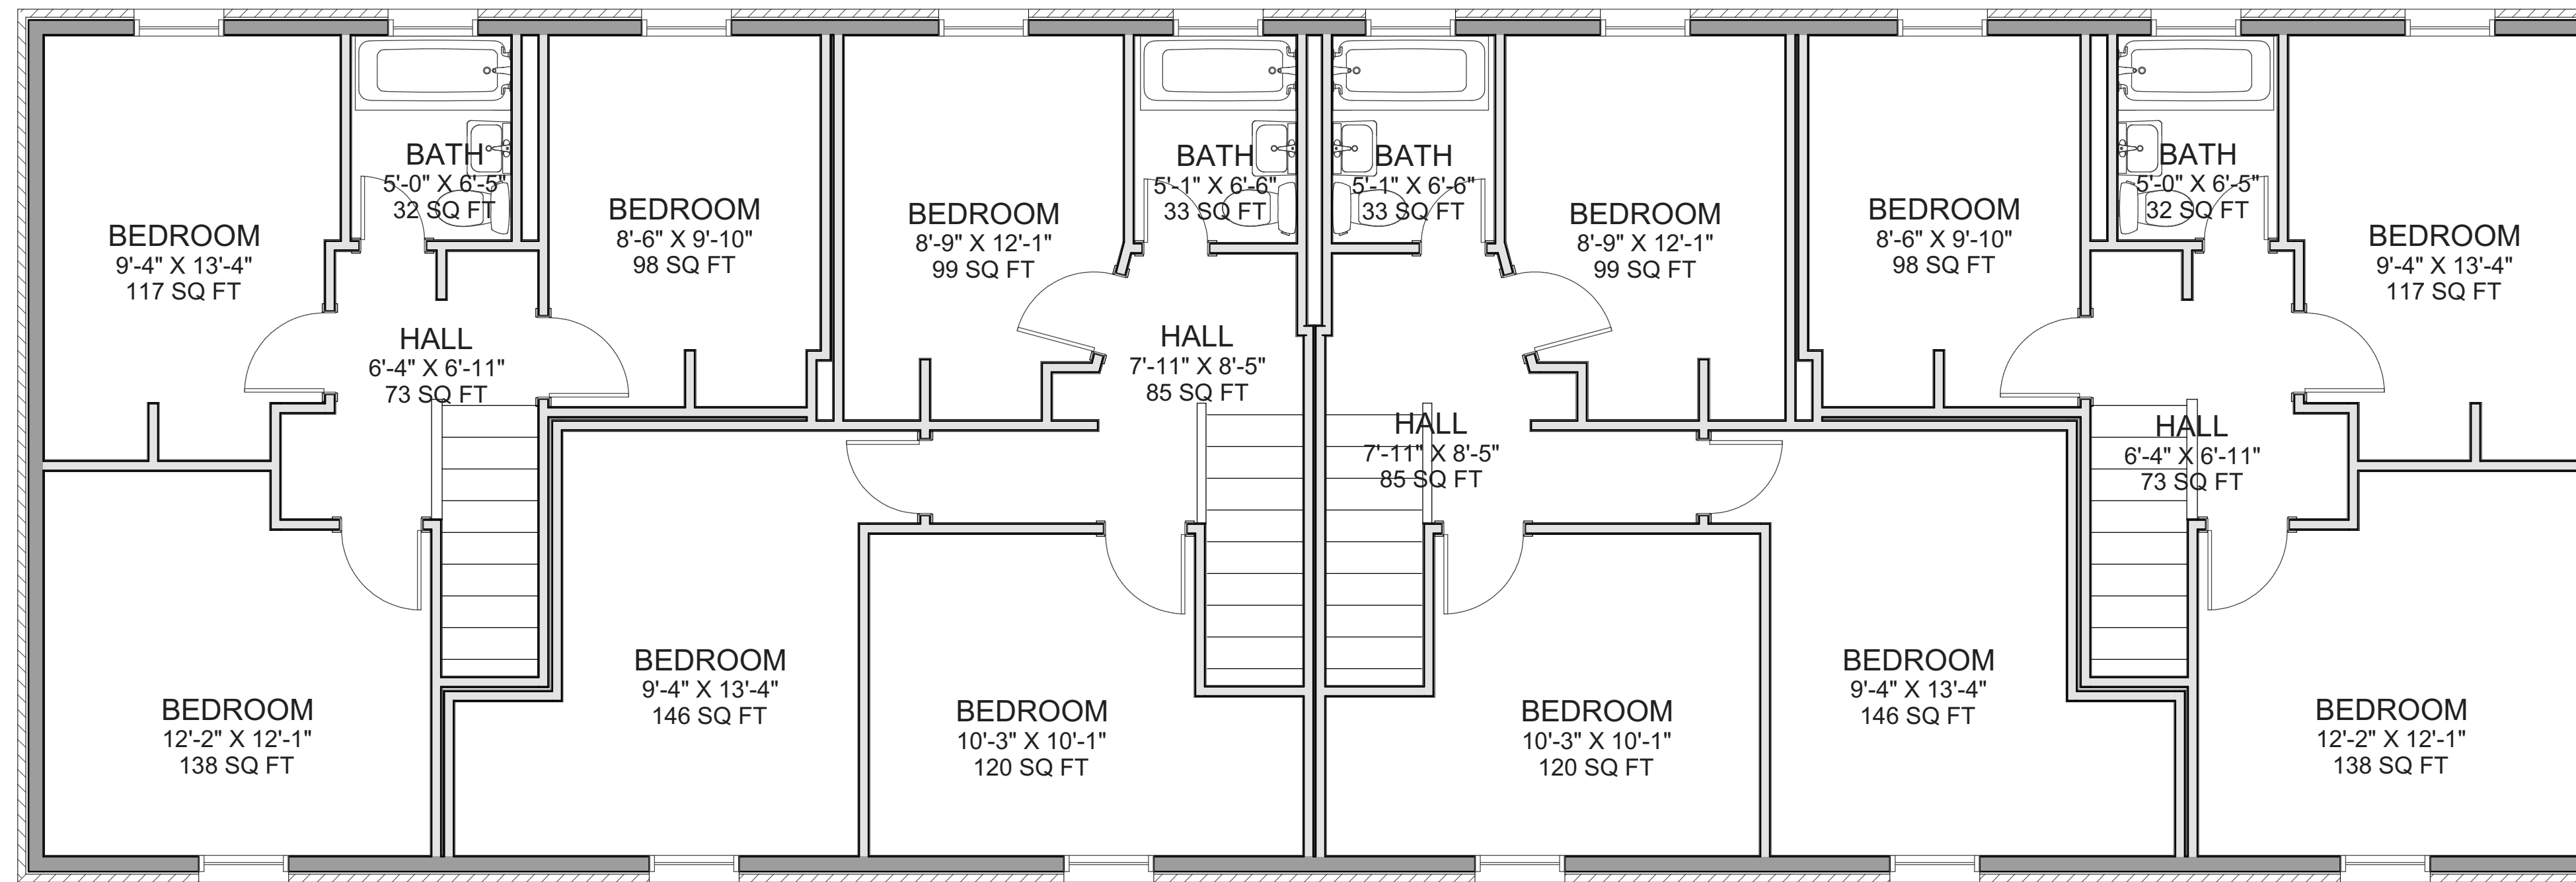 BEDROOM
9'-4" X 13'-4"
117 SQ FT
BATH
5'-0" X 6'-5"
32 SQ FT
BEDROOM
8'-6" X 9'-10"
98 SQ FT
BEDROOM
8'-9" X 12'-1"
99 SQ FT
BATH
5'-1" X 6'-6"
33 SQ FT
BATH
5'-1" X 6'-6"
33 SQ FT
BEDROOM
8'-9" X 12'-1"
99 SQ FT
BEDROOM
8'-6" X 9'-10"
98 SQ FT
BATH
5'-0" X 6'-5"
32 SQ FT
BEDROOM
9'-4" X 13'-4"
117 SQ FT
HALL
6'-4" X 6'-11"
73 SQ FT
HALL
7'-11" X 8'-5"
85 SQ FT
HALL
7'-11" X 8'-5"
85 SQ FT
HALL
6'-4" X 6'-11"
73 SQ FT
BEDROOM
12'-2" X 12'-1"
138 SQ FT
BEDROOM
9'-4" X 13'-4"
146 SQ FT
BEDROOM
10'-3" X 10'-1"
120 SQ FT
BEDROOM
10'-3" X 10'-1"
120 SQ FT
BEDROOM
9'-4" X 13'-4"
146 SQ FT
BEDROOM
12'-2" X 12'-1"
138 SQ FT